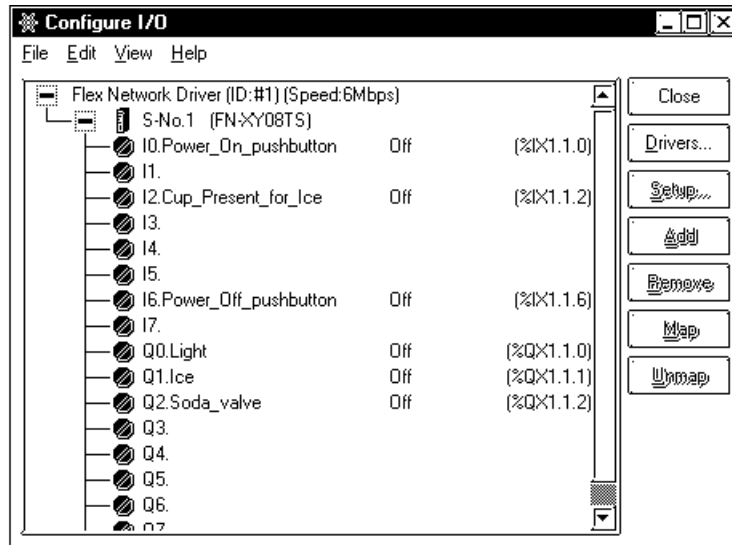 Configure I/O
File Edit View Help
Flex Network Driver (ID:#1) (Speed:6Mbps)
S-No.1 (FN-XY08TS)
I0.Power_On_pushbutton Off (%IX1.1.0)
I1.
I2.Cup_Present_for_Ice Off (%IX1.1.2)
I3.
I4.
I5.
I6.Power_Off_pushbutton Off (%IX1.1.6)
I7.
Q0.Light Off (%QX1.1.0)
Q1.Ice Off (%QX1.1.1)
Q2.Soda_valve Off (%QX1.1.2)
Q3.
Q4.
Q5.
Q6.
Q7.
Close
Drivers...
Setup...
Add
Remove
Map
Unmap